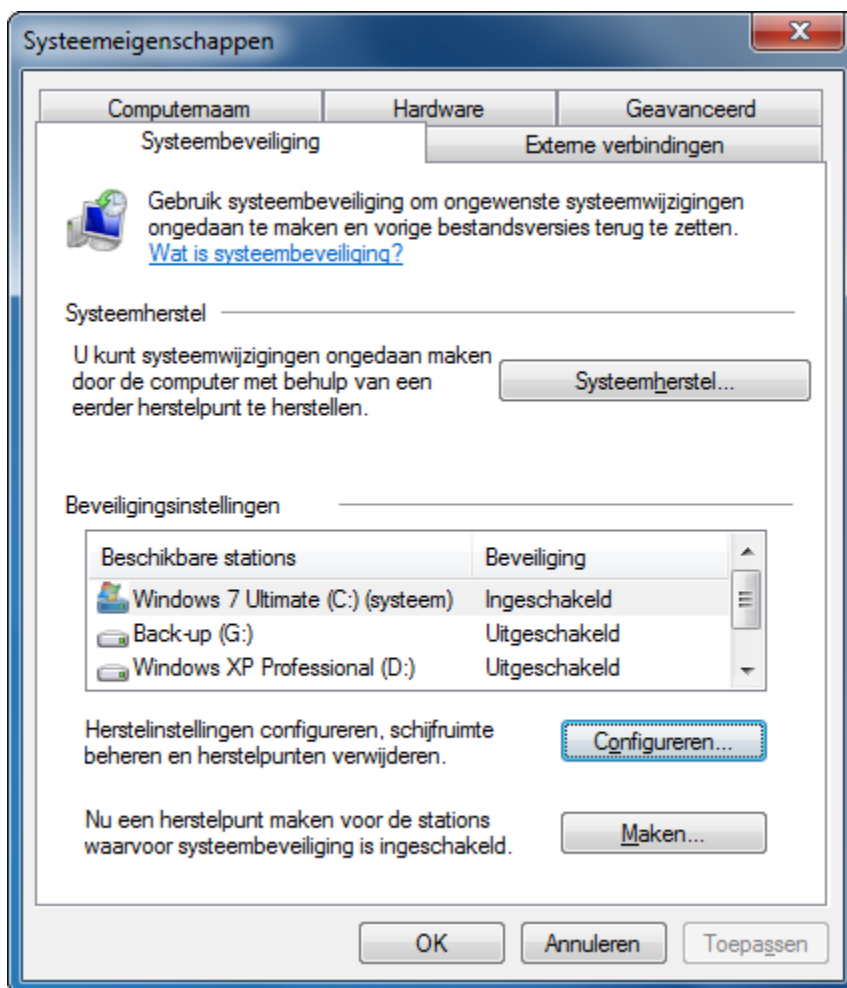 Systeemeigenschappen
Computernaam Hardware Geavanceerd
Systeembeveiliging Externe verbindingen
Gebruik systeembeveiliging om ongewenste systeemwijzigingen
ongedaan te maken en vorige bestandsversies terug te zetten.
Wat is systeembeveiliging?
Systeemherstel
U kunt systeemwijzigingen ongedaan maken
door de computer met behulp van een
eerder herstelpunt te herstellen.
Systeemherstel...
Beveiligingsinstellingen
Beschikbare stations Beveiliging
Windows 7 Ultimate (C:) (systeem) Ingeschakeld
Back-up (G:) Uitgeschakeld
Windows XP Professional (D:) Uitgeschakeld
Herstelinstellingen configureren, schijfruimte
beheren en herstelpunten verwijderen.
Configureren...
Nu een herstelpunt maken voor de stations
waarvoor systeembeveiliging is ingeschakeld.
Maken...
OK Annuleren Toepassen